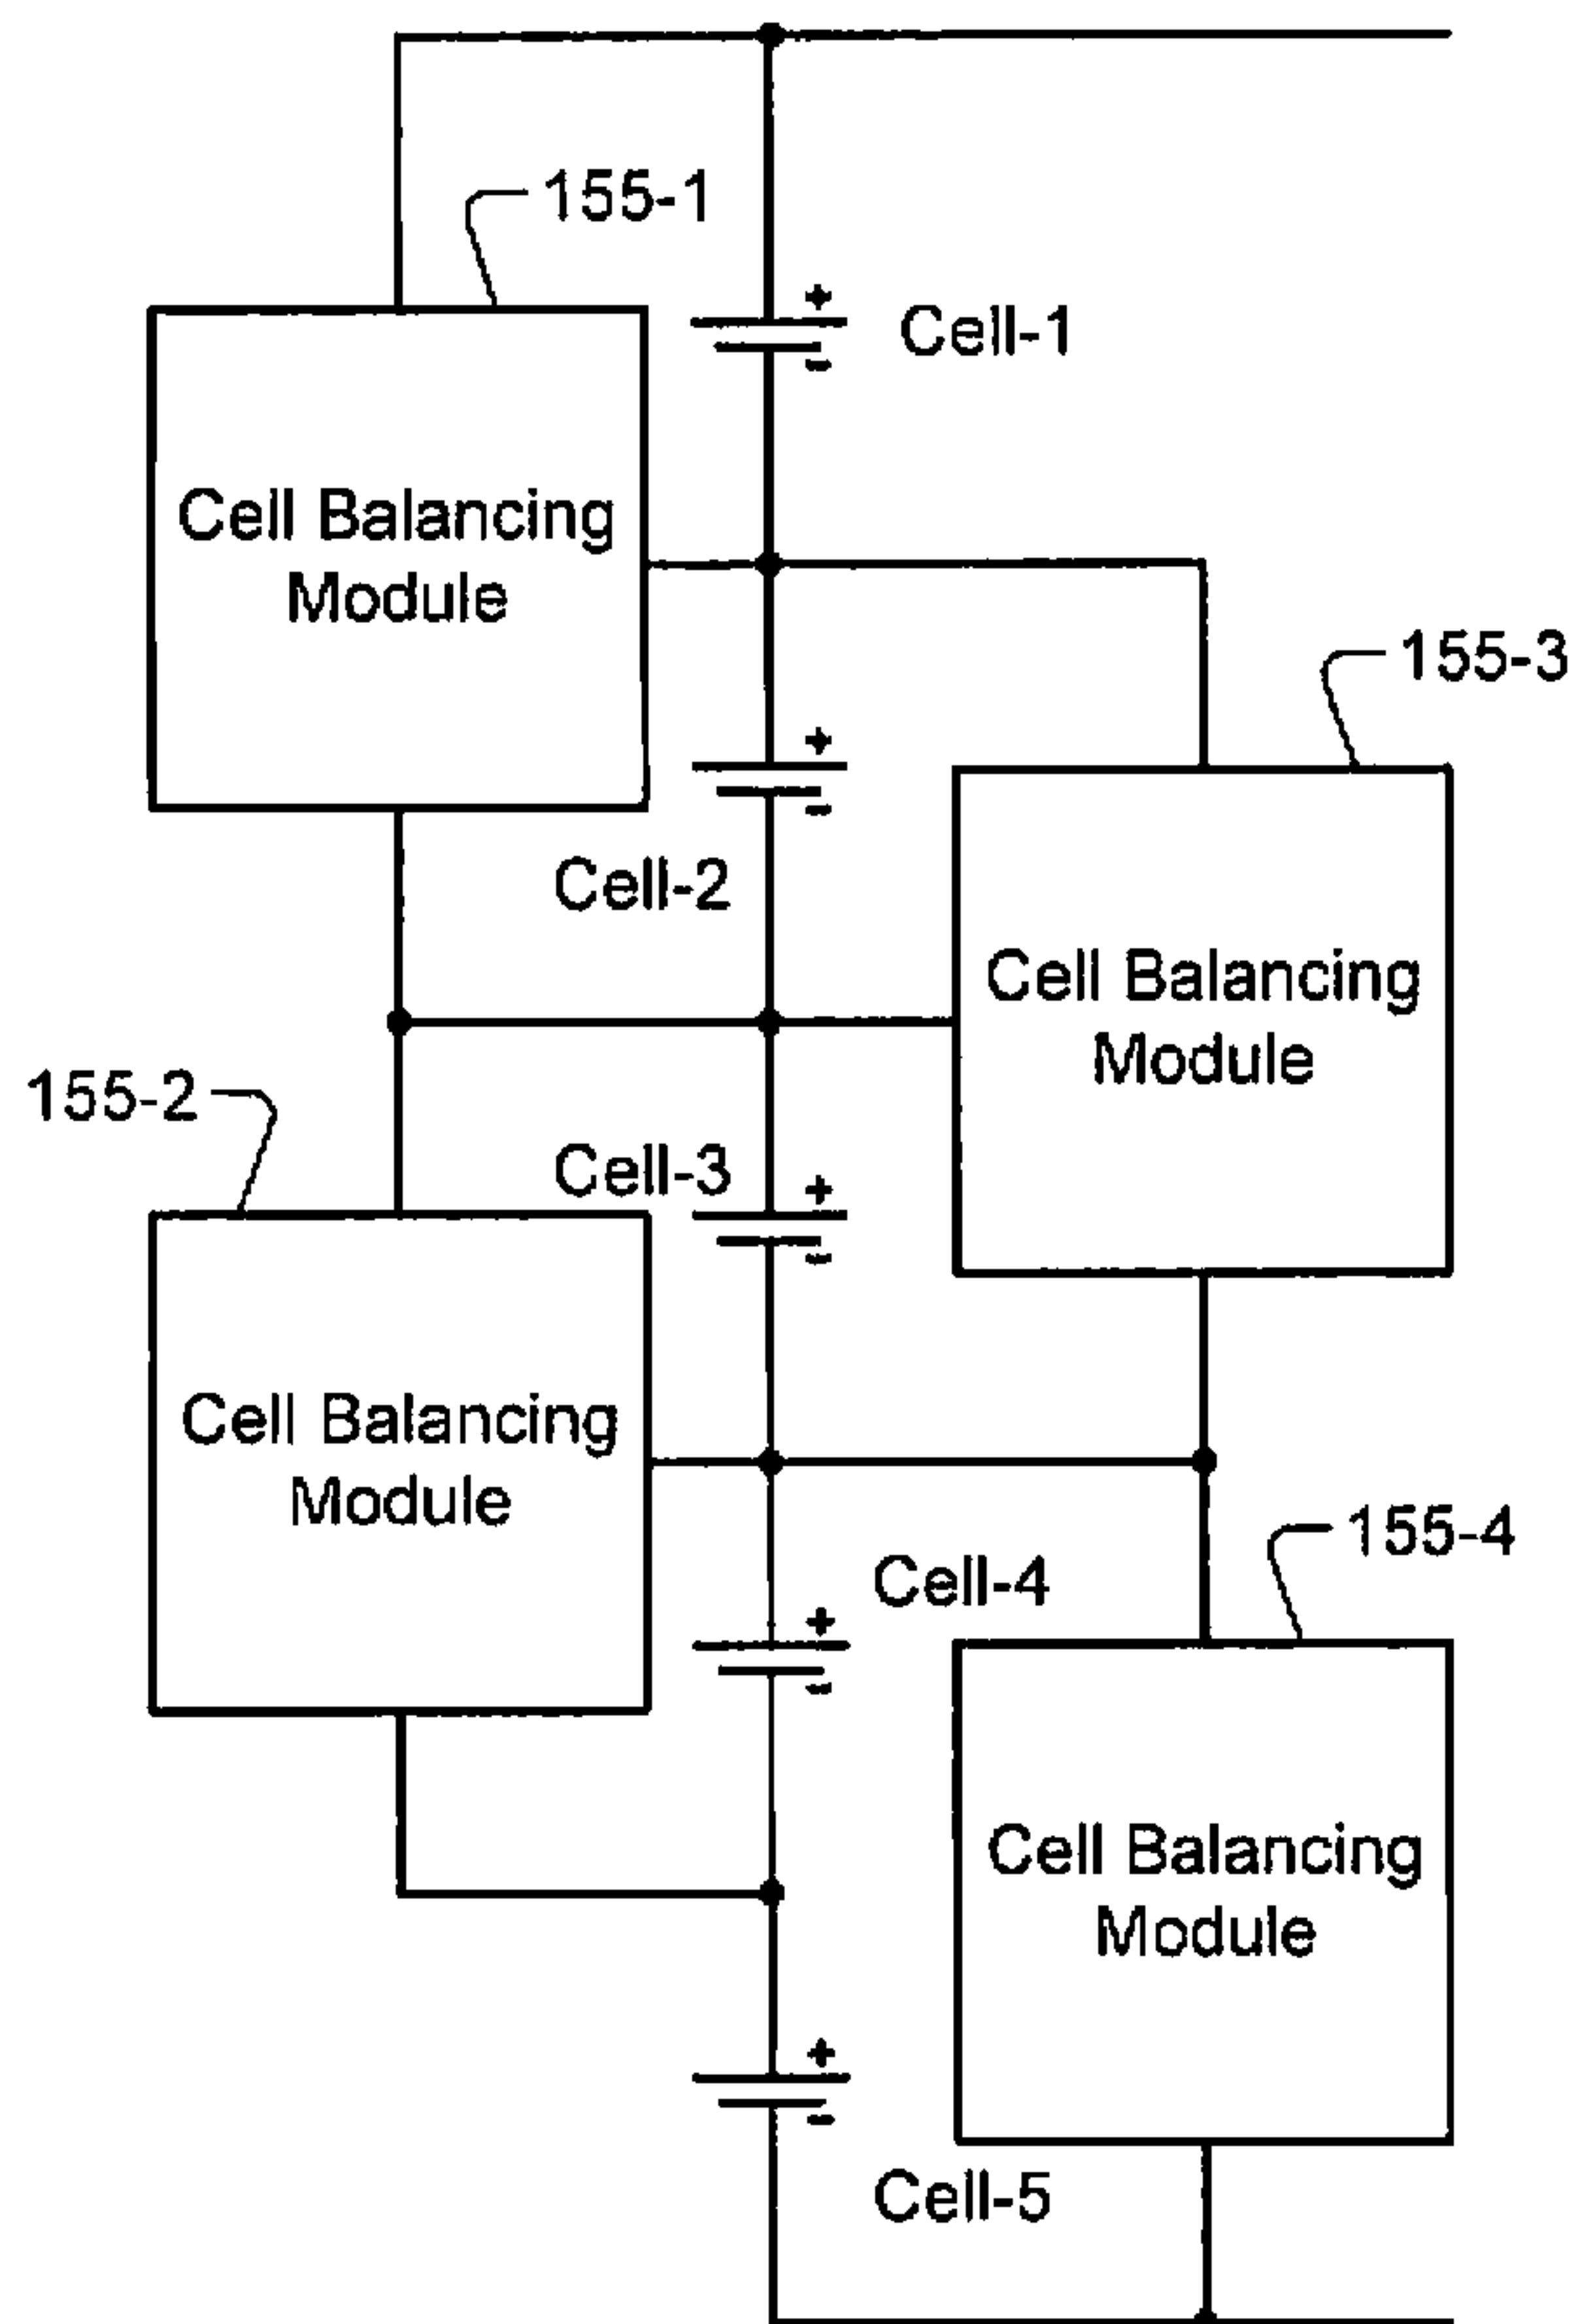 155-1
+
Cell-1
-
Cell Balancing
Module
155-3
+
-
Cell-2
Cell Balancing
Module
155-2
Cell-3
+
-
Cell Balancing
Module
155-4
Cell-4
+
-
Cell Balancing
Module
+
-
Cell-5